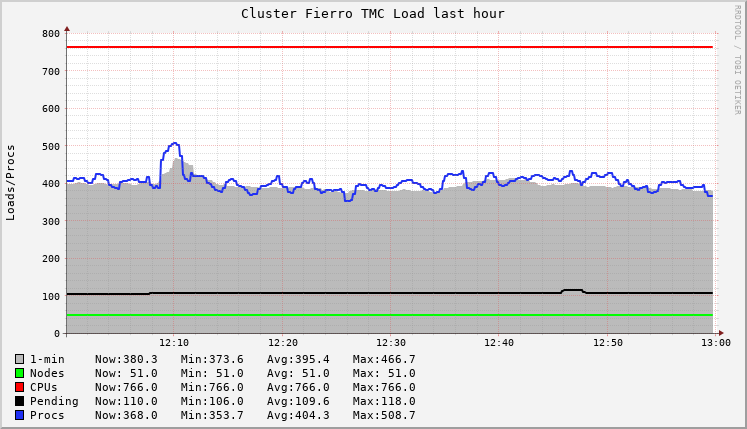 Cluster Fierro TMC Load last hour
RRDTOOL / TOBI OETIKER
Loads/Procs
800
700
600
500
400
300
200
100
0
12:10 12:20 12:30 12:40 12:50 13:00
1-min Now:380.3 Min:373.6 Avg:395.4 Max:466.7
Nodes Now: 51.0 Min: 51.0 Avg: 51.0 Max: 51.0
CPUs Now:766.0 Min:766.0 Avg:766.0 Max:766.0
Pending Now:110.0 Min:106.0 Avg:109.6 Max:118.0
Procs Now:368.0 Min:353.7 Avg:404.3 Max:508.7